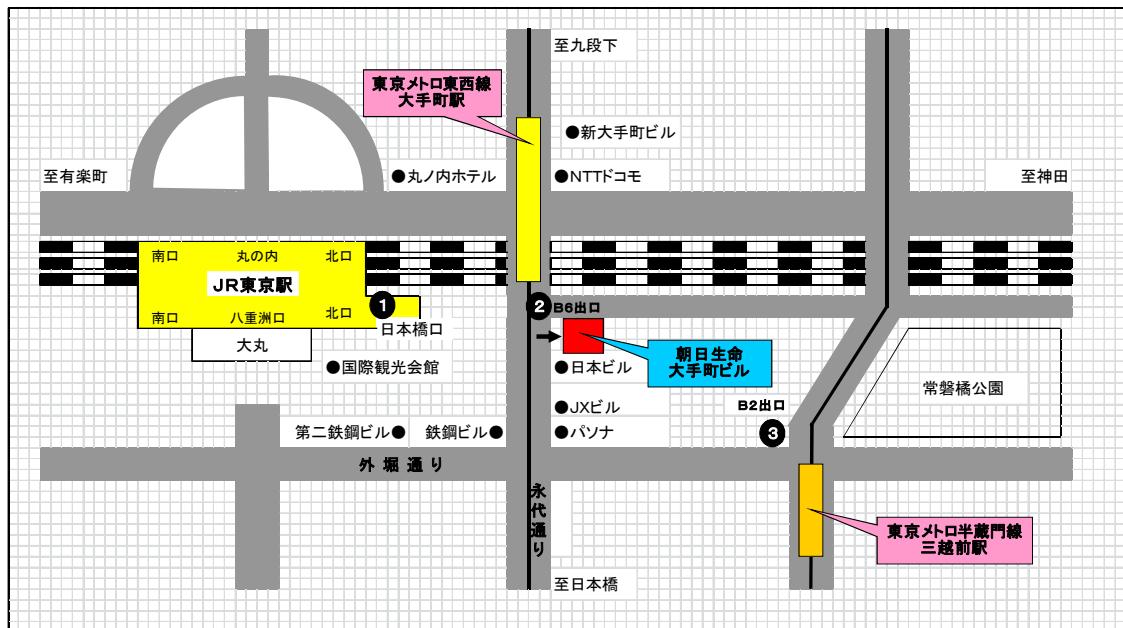 至九段下
東京メトロ東西線
大手町駅
●新大手町ビル
至有楽町
●丸ノ内ホテル
●NTTドコモ
至神田
南口
丸の内
北口
JR東京駅
南口
八重洲口
北口
❶
日本橋口
大丸
❷
B6出口
朝日生命
大手町ビル
●国際観光会館
●日本ビル
常磐橋公園
●JXビル
B2出口
第二鉄鋼ビル●
鉄鋼ビル●
●パソナ
❸
外堀通り
永代通り
東京メトロ半蔵門線
三越前駅
至日本橋